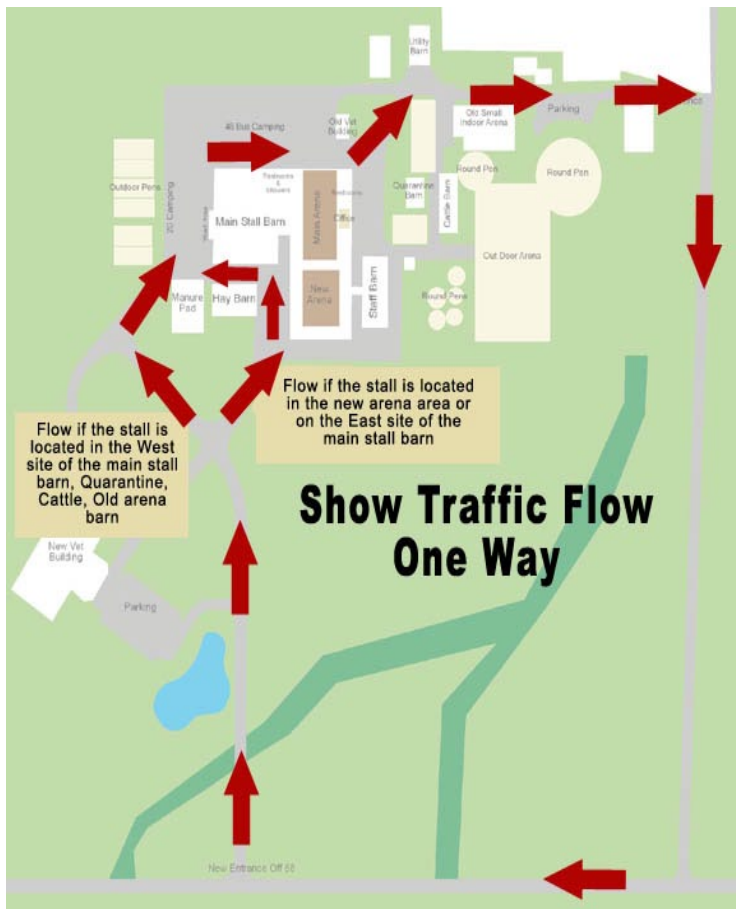 Utility
Barn
Old Small
Indoor Arena
Parking
40 Bus Camping
Old Vet
Building
Round Pen
Round Pen
Restrooms
&
Outdoor Pens
20 Camping
Main Stall Barn
Main Arena
Office
Quarantine
Barn
Cattle Barn
Out Door Arena
Manure
Pad
Hay Barn
New
Arena
Staff Barn
Round Pens
Flow if the stall is located
in the new arena area or
on the East site of the
main stall barn
Flow if the stall is
located in the West
site of the main stall
barn, Quarantine,
Cattle, Old arena
barn
Show Traffic Flow
One Way
New Vet
Building
Parking
New Entrance Off 68